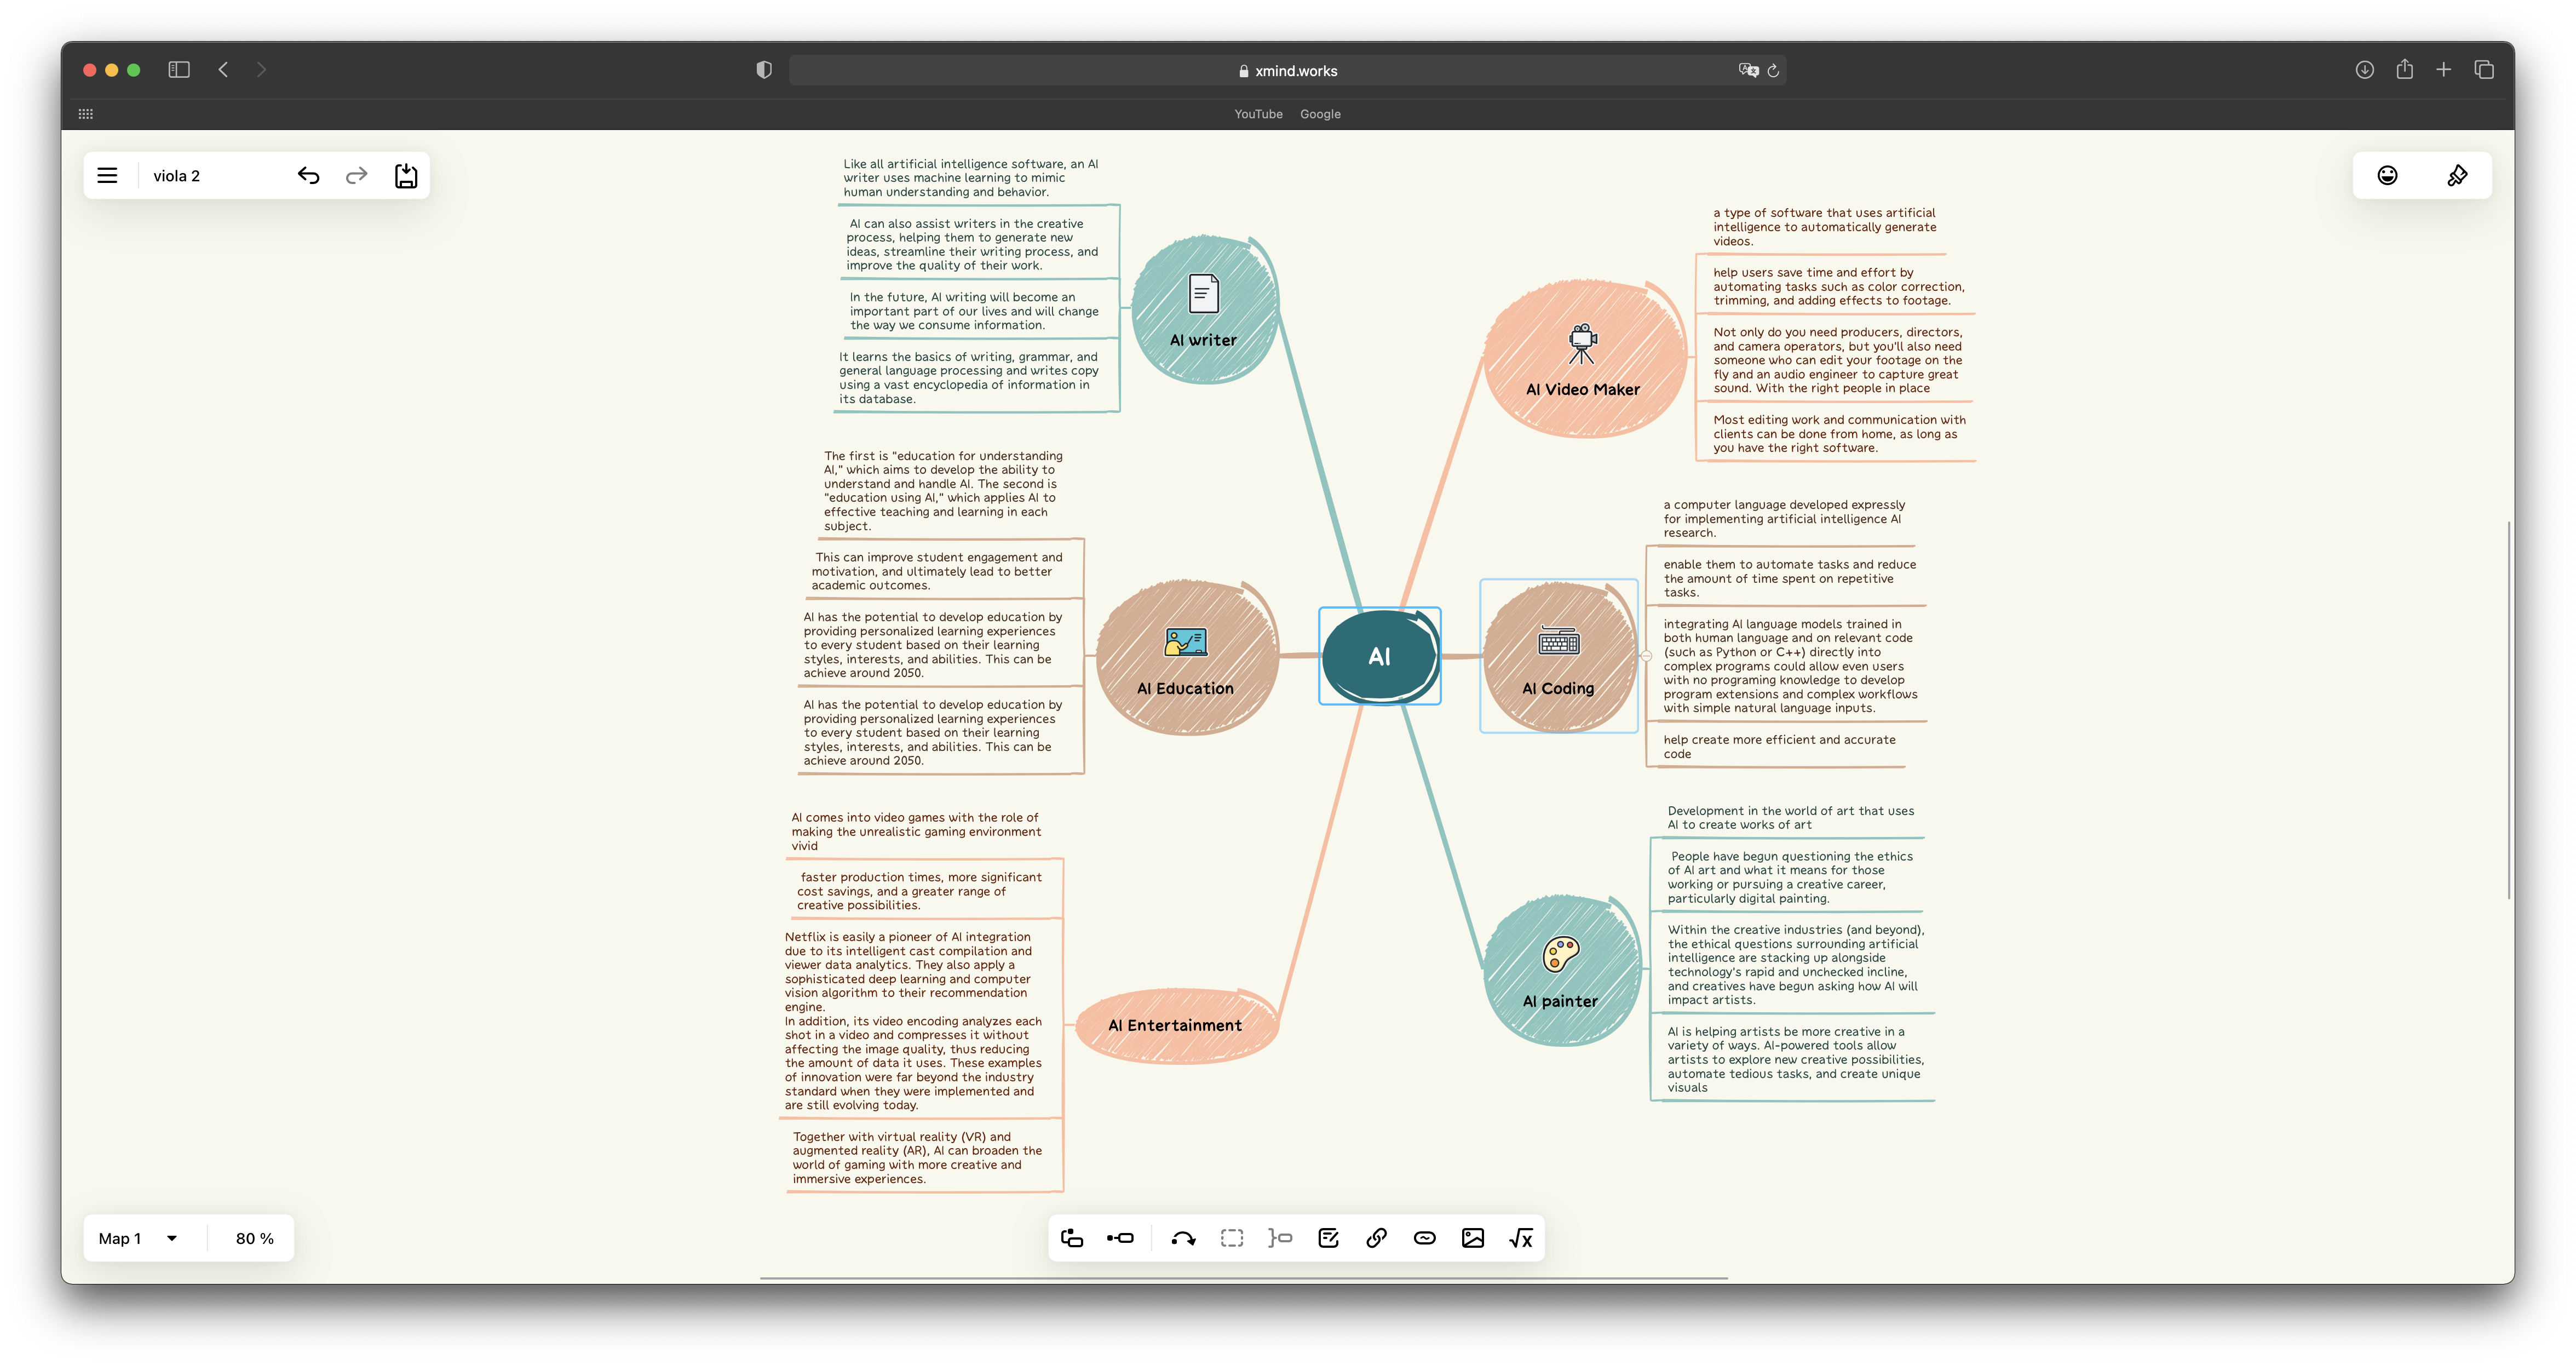 xmind.works
YouTube
Google
viola 2
Like all artificial intelligence software, an AI
writer uses machine learning to mimic
human understanding and behavior.
AI can also assist writers in the creative
process, helping them to generate new
ideas, streamline their writing process, and
improve the quality of their work.
In the future, AI writing will become an
important part of our lives and will change
the way we consume information.
It learns the basics of writing, grammar, and
general language processing and writes copy
using a vast encyclopedia of information in
its database.
AI writer
The first is "education for understanding
AI," which aims to develop the ability to
understand and handle AI. The second is
"education using AI," which applies AI to
effective teaching and learning in each
subject.
This can improve student engagement and
motivation, and ultimately lead to better
academic outcomes.
AI has the potential to develop education by
providing personalized learning experiences
to every student based on their learning
styles, interests, and abilities. This can be
achieve around 2050.
AI has the potential to develop education by
providing personalized learning experiences
to every student based on their learning
styles, interests, and abilities. This can be
achieve around 2050.
AI Education
AI comes into video games with the role of
making the unrealistic gaming environment
vivid
faster production times, more significant
cost savings, and a greater range of
creative possibilities.
Netflix is easily a pioneer of AI integration
due to its intelligent cast compilation and
viewer data analytics. They also apply a
sophisticated deep learning and computer
vision algorithm to their recommendation
engine.
In addition, its video encoding analyzes each
shot in a video and compresses it without
affecting the image quality, thus reducing
the amount of data it uses. These examples
of innovation were far beyond the industry
standard when they were implemented and
are still evolving today.
Together with virtual reality (VR) and
augmented reality (AR), AI can broaden the
world of gaming with more creative and
immersive experiences.
AI Entertainment
AI
AI Video Maker
a type of software that uses artificial
intelligence to automatically generate
videos.
help users save time and effort by
automating tasks such as color correction,
trimming, and adding effects to footage.
Not only do you need producers, directors,
and camera operators, but you'll also need
someone who can edit your footage on the
fly and an audio engineer to capture great
sound. With the right people in place
Most editing work and communication with
clients can be done from home, as long as
you have the right software.
AI Coding
a computer language developed expressly
for implementing artificial intelligence AI
research.
enable them to automate tasks and reduce
the amount of time spent on repetitive
tasks.
integrating AI language models trained in
both human language and on relevant code
(such as Python or C++) directly into
complex programs could allow even users
with no programing knowledge to develop
program extensions and complex workflows
with simple natural language inputs.
help create more efficient and accurate
code
AI painter
Development in the world of art that uses
AI to create works of art
People have begun questioning the ethics
of AI art and what it means for those
working or pursuing a creative career,
particularly digital painting.
Within the creative industries (and beyond),
the ethical questions surrounding artificial
intelligence are stacking up alongside
technology's rapid and unchecked incline,
and creatives have begun asking how AI will
impact artists.
AI is helping artists be more creative in a
variety of ways. AI-powered tools allow
artists to explore new creative possibilities,
automate tedious tasks, and create unique
visuals
Map 1
80 %